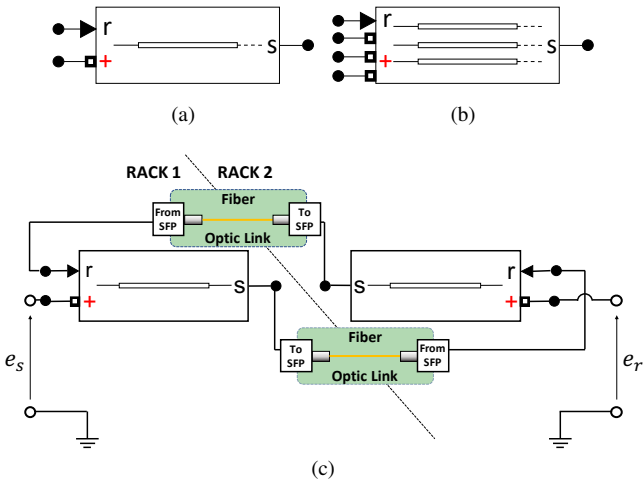 r
+
S
(a)
r
+
S
(b)
RACK 1 RACK 2
From SFP
Fiber
Optic Link
To SFP
r
+
S
S
r
+
To SFP
Fiber
Optic Link
From SFP
e_s
e_r
(c)